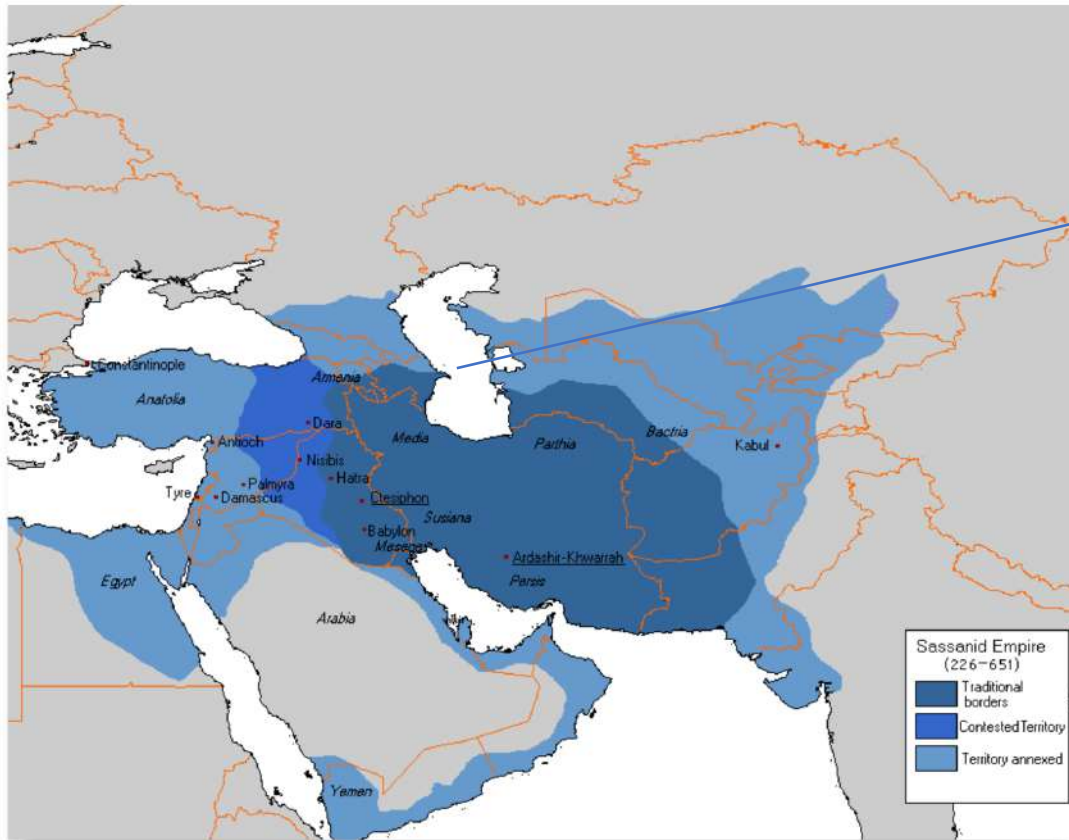 Constantinople
Anatolia
Armenia
Dara
Media
Parthia
Bactria
Kabul
Antioch
Nisibis
Hatra
Palmyra
Tyre
Damascus
Ctesiphon
Susiana
Babylon
Ardashir-Khwarrah
Persis
Egypt
Arabia
Yemen
Sassanid Empire
(226-651)
Traditional
borders
Contested Territory
Territory annexed